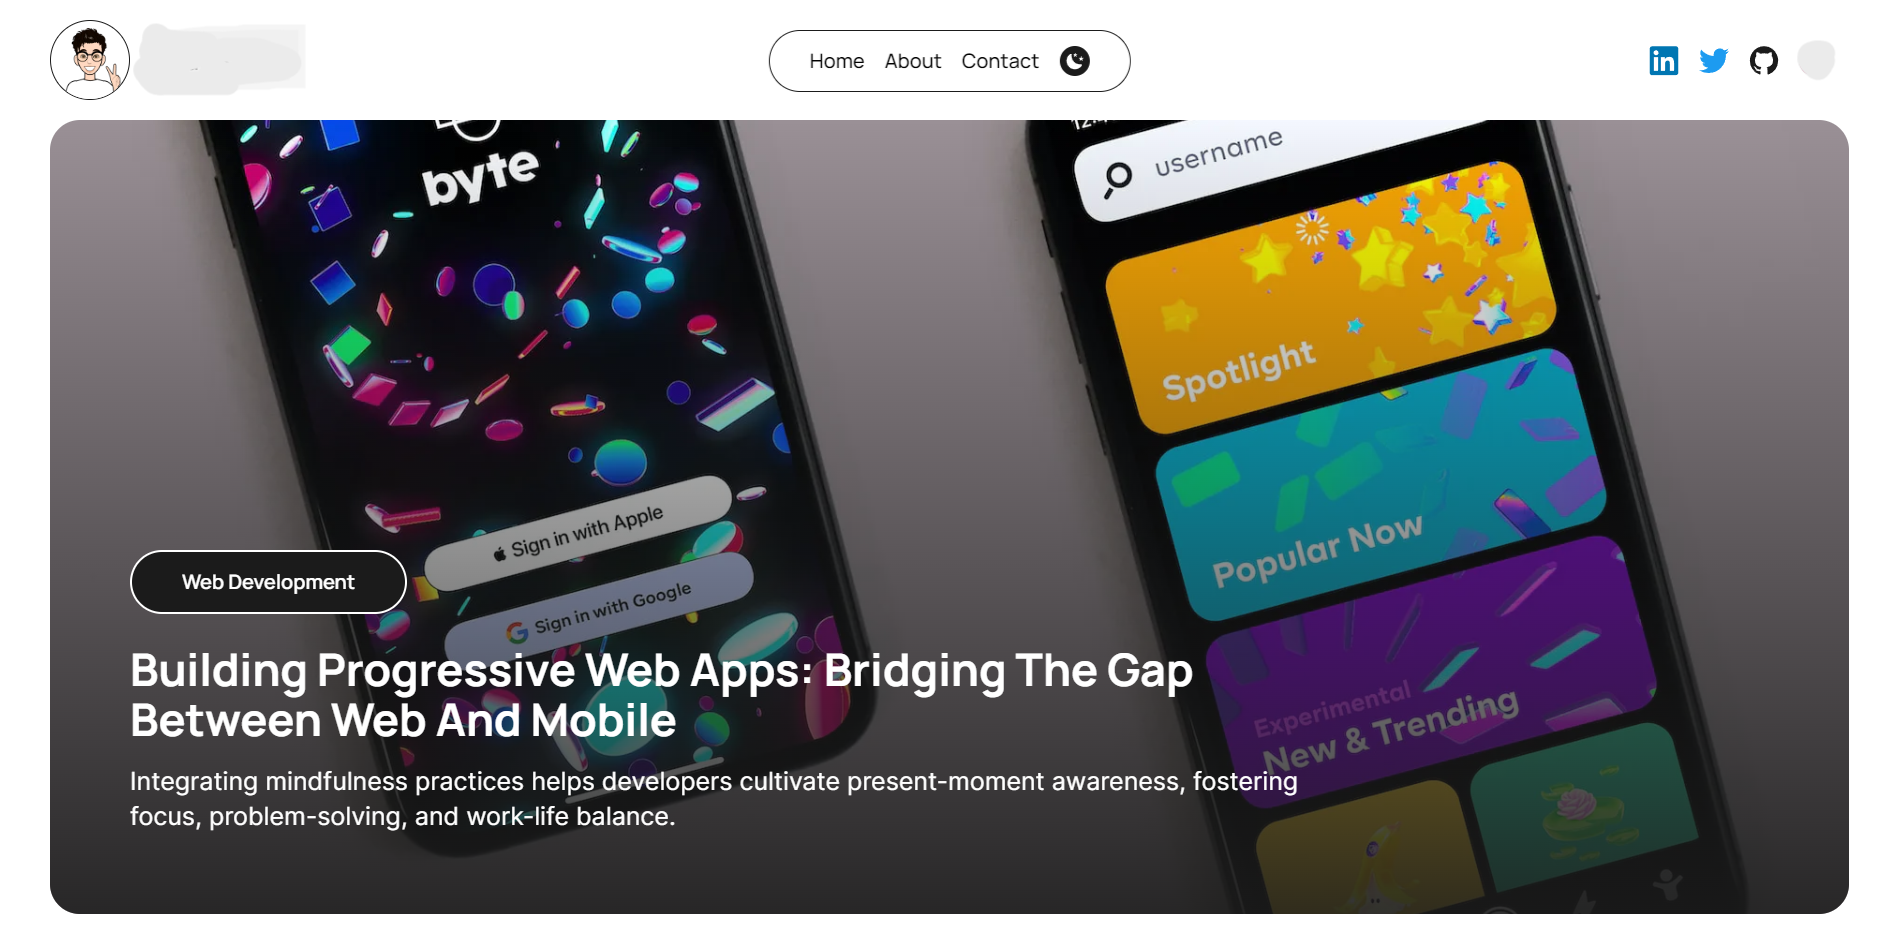 Home About Contact
byte
Sign in with Apple
Sign in with Google
username
Spotlight
Popular Now
Experimental
New & Trending
Web Development
Building Progressive Web Apps: Bridging The Gap
Between Web And Mobile
Integrating mindfulness practices helps developers cultivate present-moment awareness, fostering
focus, problem-solving, and work-life balance.